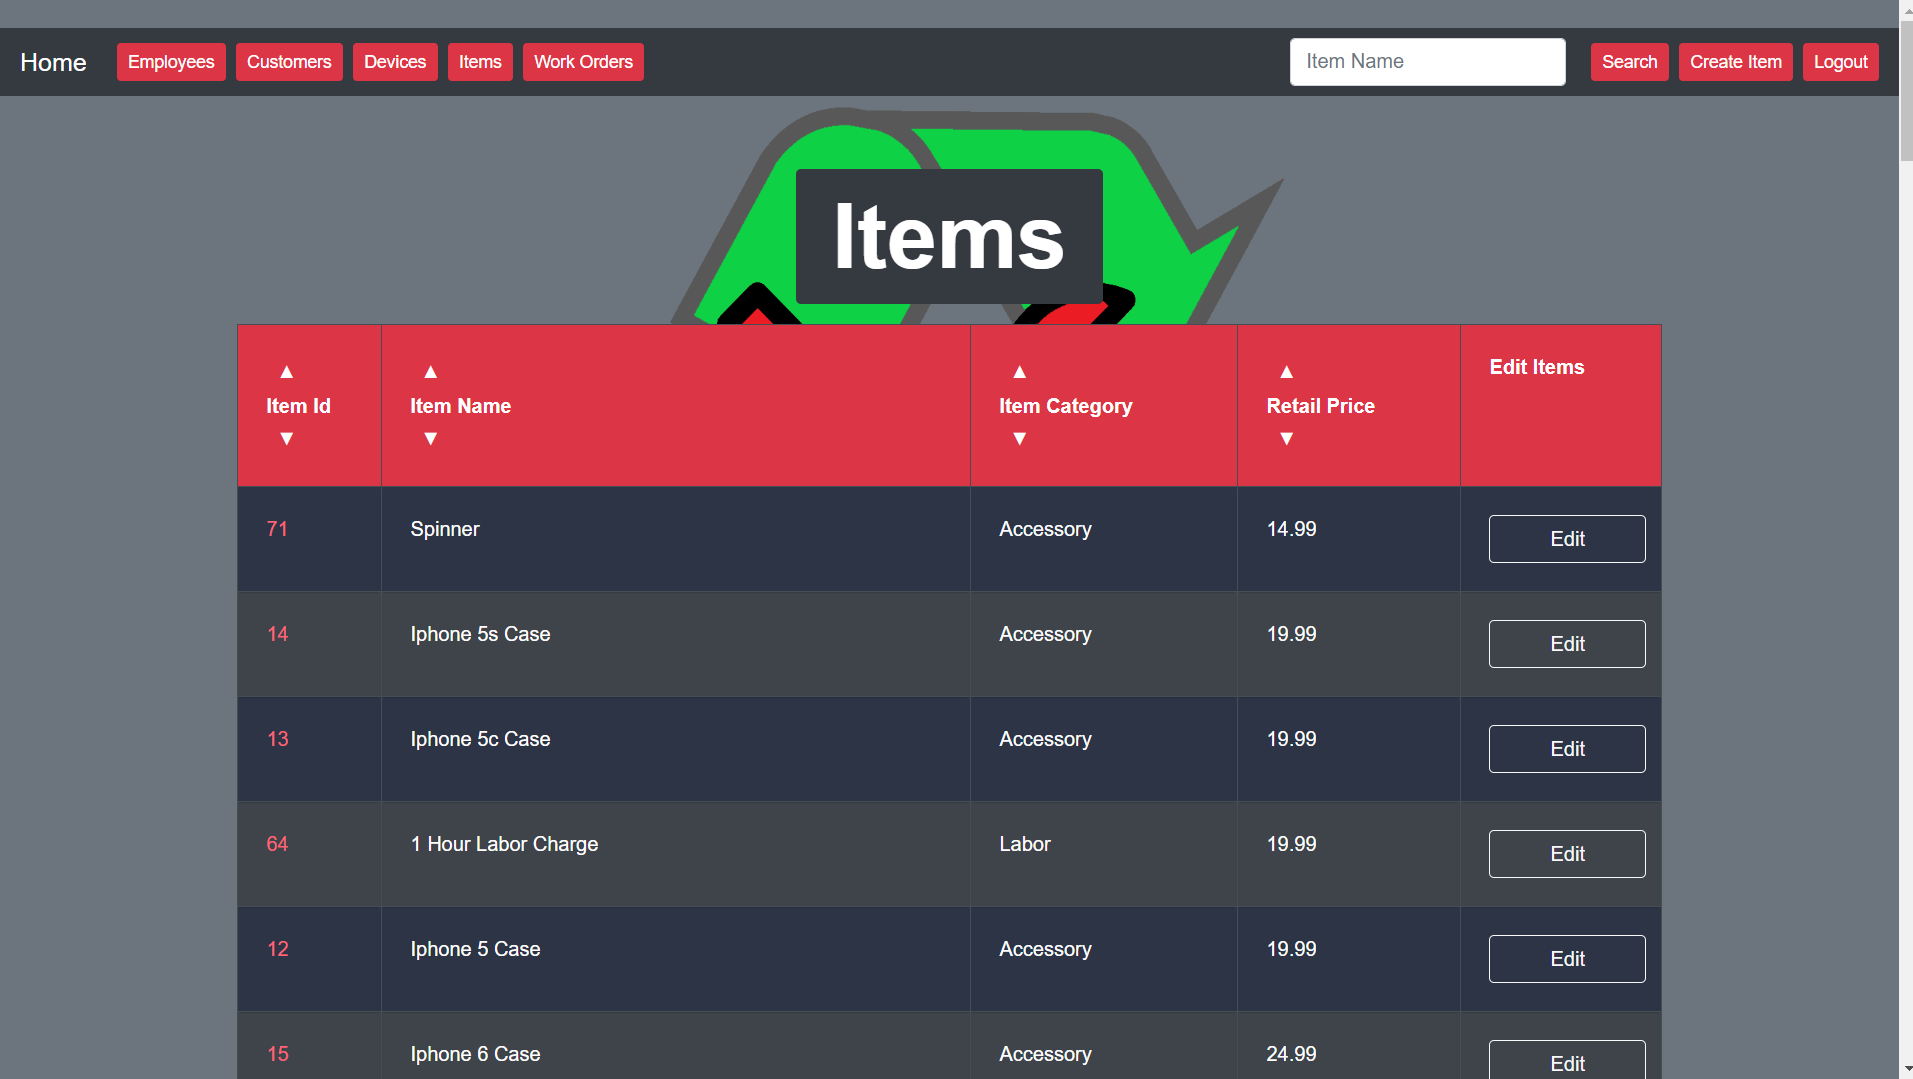 Home Employees Customers Devices Items Work Orders Item Name Search Create Item Logout
Items
▲ ▲ ▲ ▲ Edit Items
Item Id Item Name Item Category Retail Price
▼ ▼ ▼ ▼
71 Spinner Accessory 14.99 Edit
14 Iphone 5s Case Accessory 19.99 Edit
13 Iphone 5c Case Accessory 19.99 Edit
64 1 Hour Labor Charge Labor 19.99 Edit
12 Iphone 5 Case Accessory 19.99 Edit
15 Iphone 6 Case Accessory 24.99 Edit